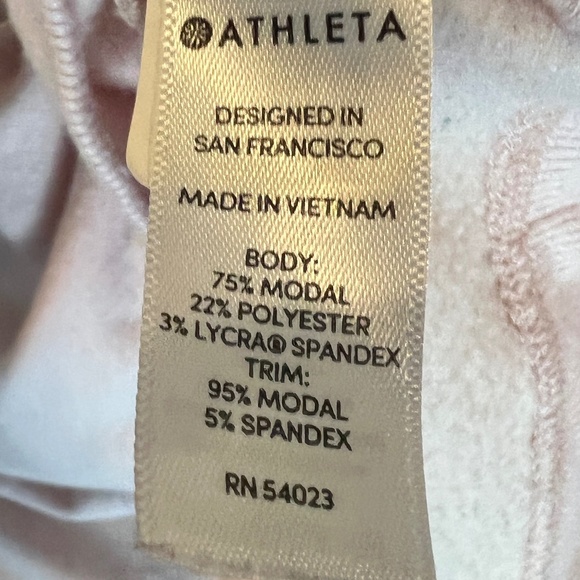 ATHLETA
DESIGNED IN
SAN FRANCISCO
MADE IN VIETNAM
BODY:
75% MODAL
22% POLYESTER
3% LYCRA® SPANDEX
TRIM:
95% MODAL
5% SPANDEX
RN 54023